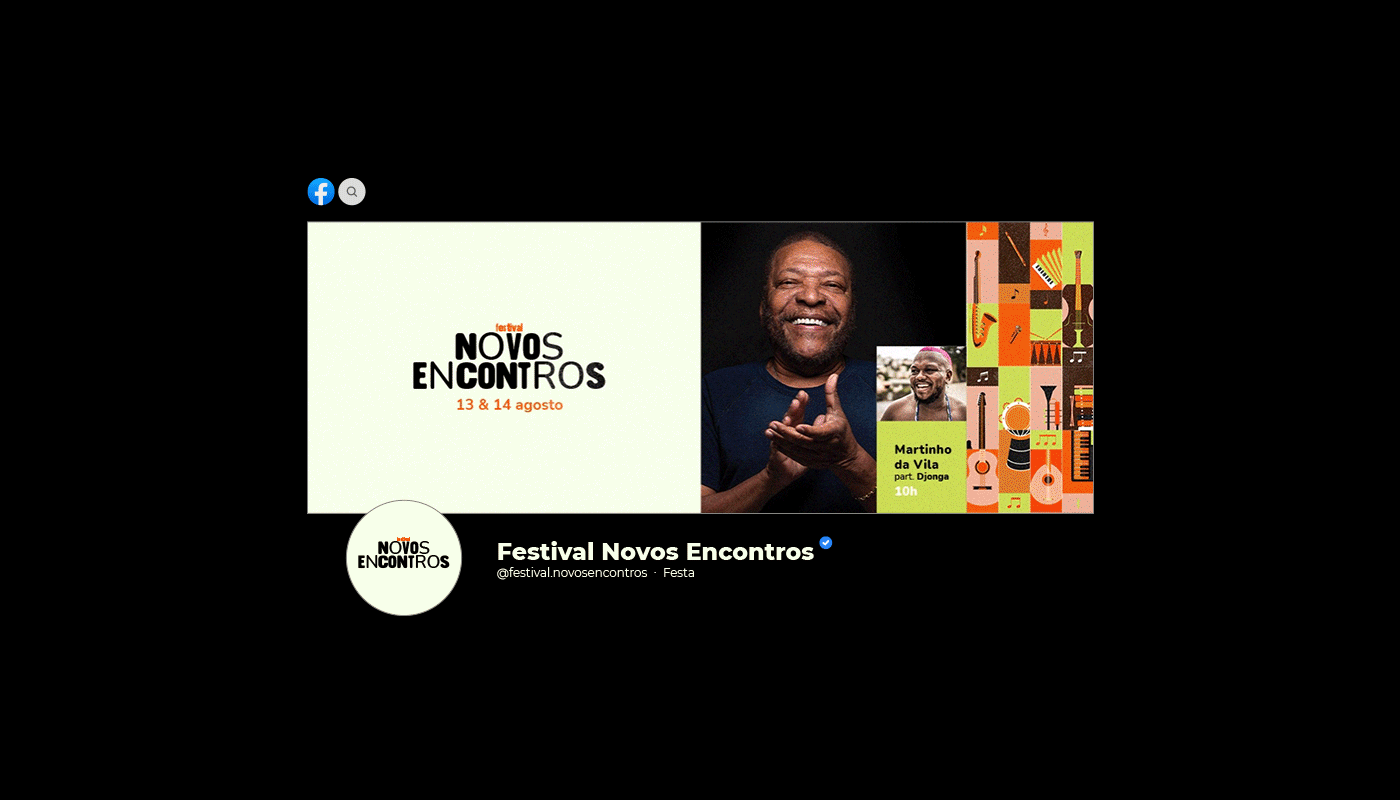 festival
NOVOS
ENCONTROS
13 & 14 agosto
Martinho
da Vila
part. Djonga
10h
festival
NOVOS
ENCONTROS
Festival Novos Encontros
@festival.novosencontros · Festa